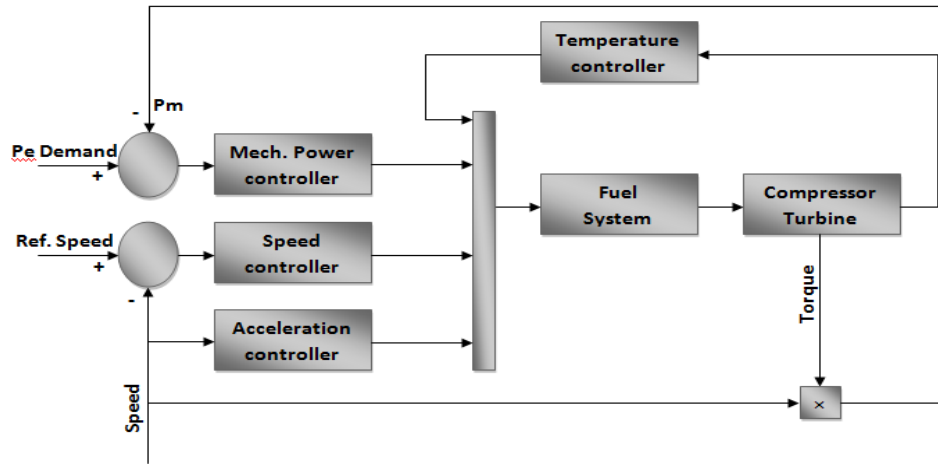 Temperature
controller
-
Pm
Pe Demand
+
Mech. Power
controller
Fuel
System
Compressor
Turbine
Ref. Speed
+
-
Speed
controller
Torque
Acceleration
controller
Speed
×